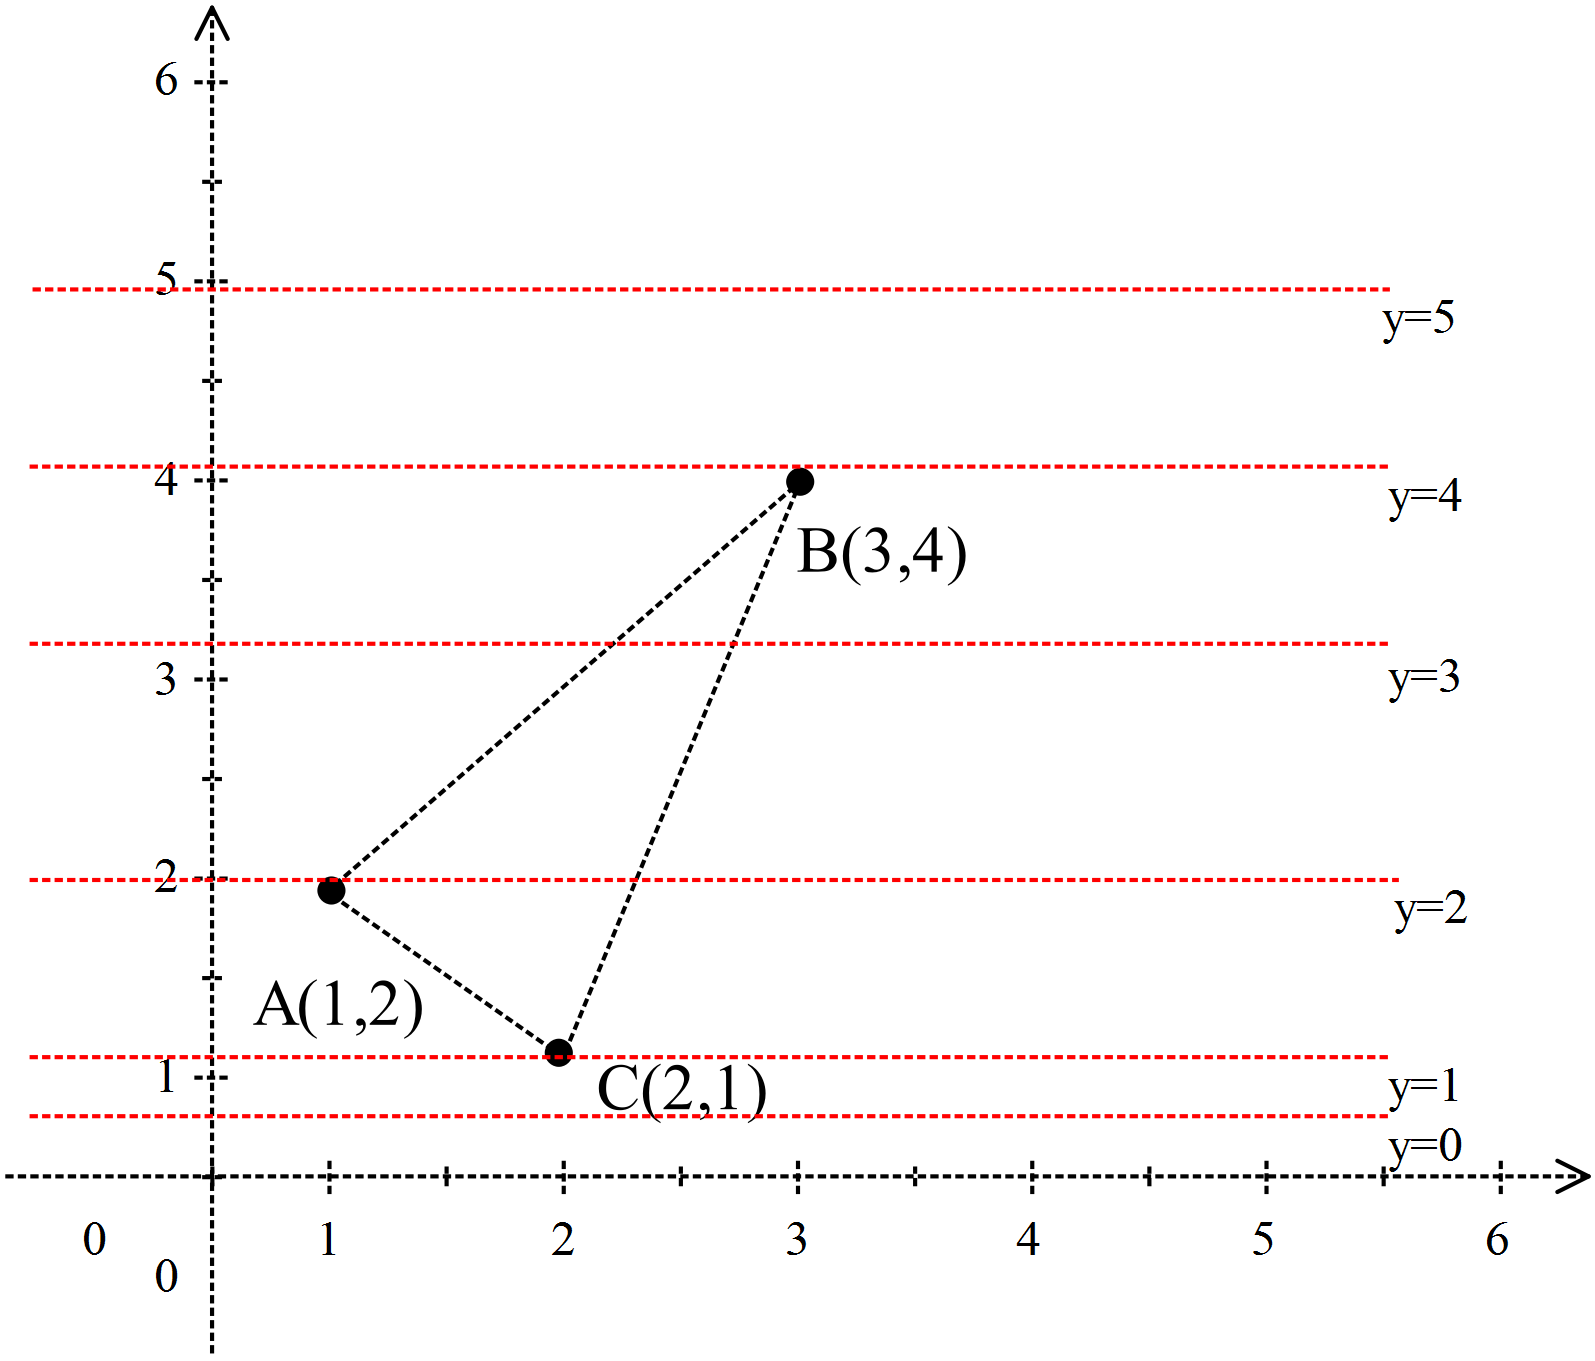 6
5
y=5
4
y=4
B(3,4)
3
y=3
2
y=2
A(1,2)
1
y=1
C(2,1)
y=0
0 1 2 3 4 5 6
0